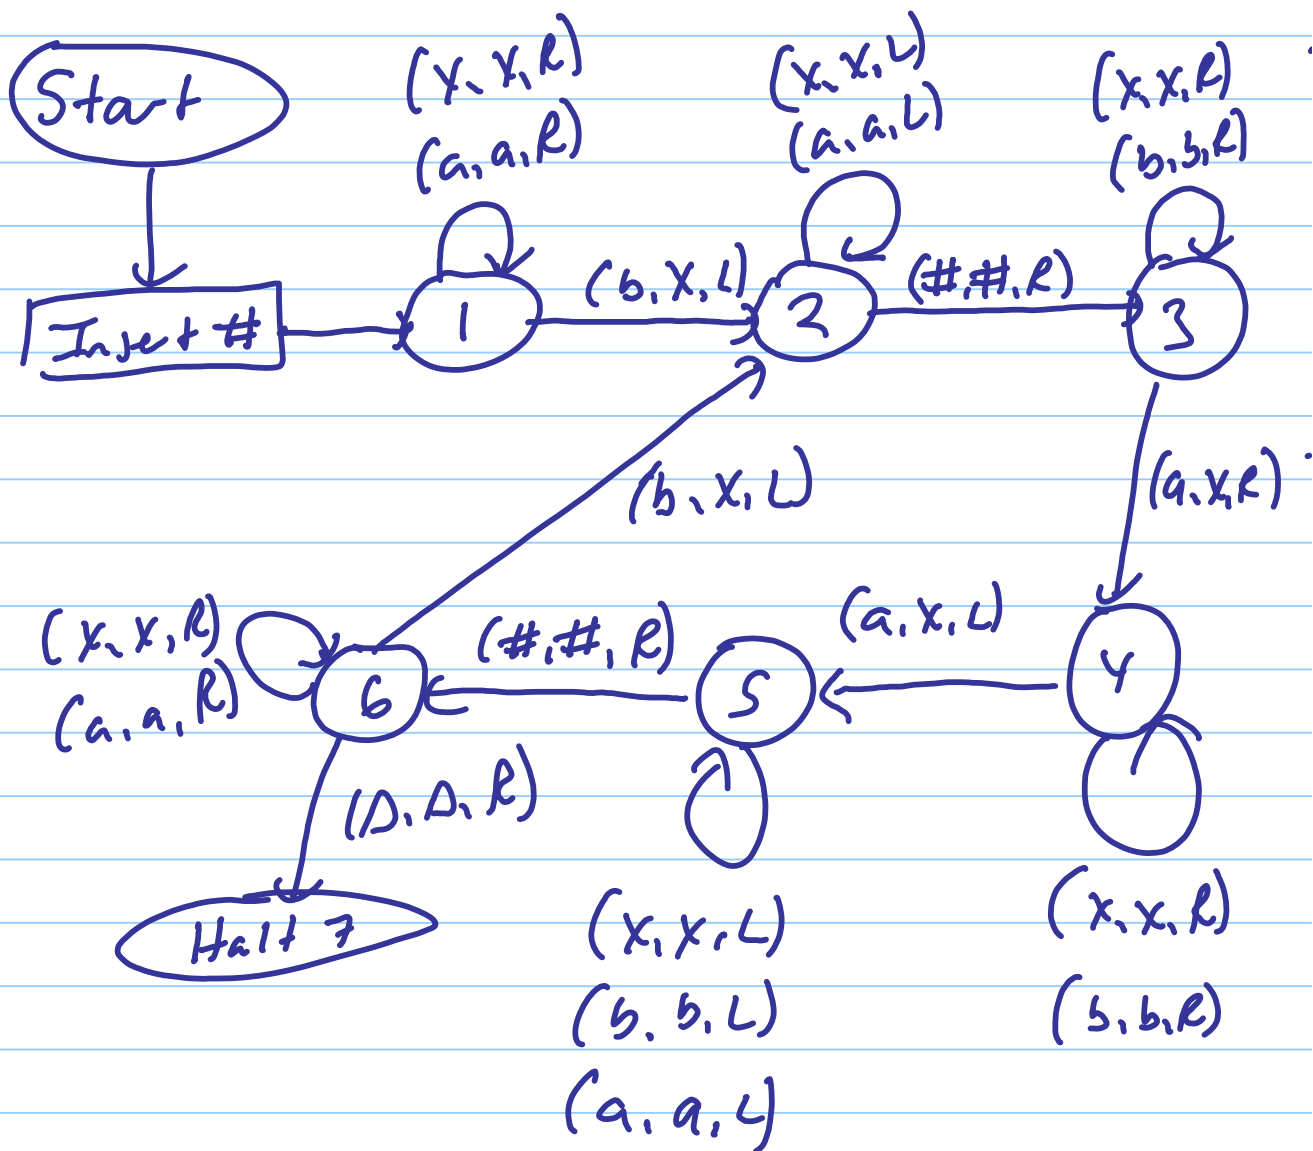 Start
(x, x, R)
(a, a, R)
(x, x, L)
(a, a, L)
(x, x, R)
(b, b, R)
Insert #
1
(b, x, L)
2
(#, #, R)
3
(b, x, L)
(a, x, R)
(x, x, R)
(a, a, R)
6
(#, #, R)
5
(a, x, L)
4
(Δ, Δ, R)
Halt 7
(x, x, L)
(b, b, L)
(a, a, L)
(x, x, R)
(b, b, R)